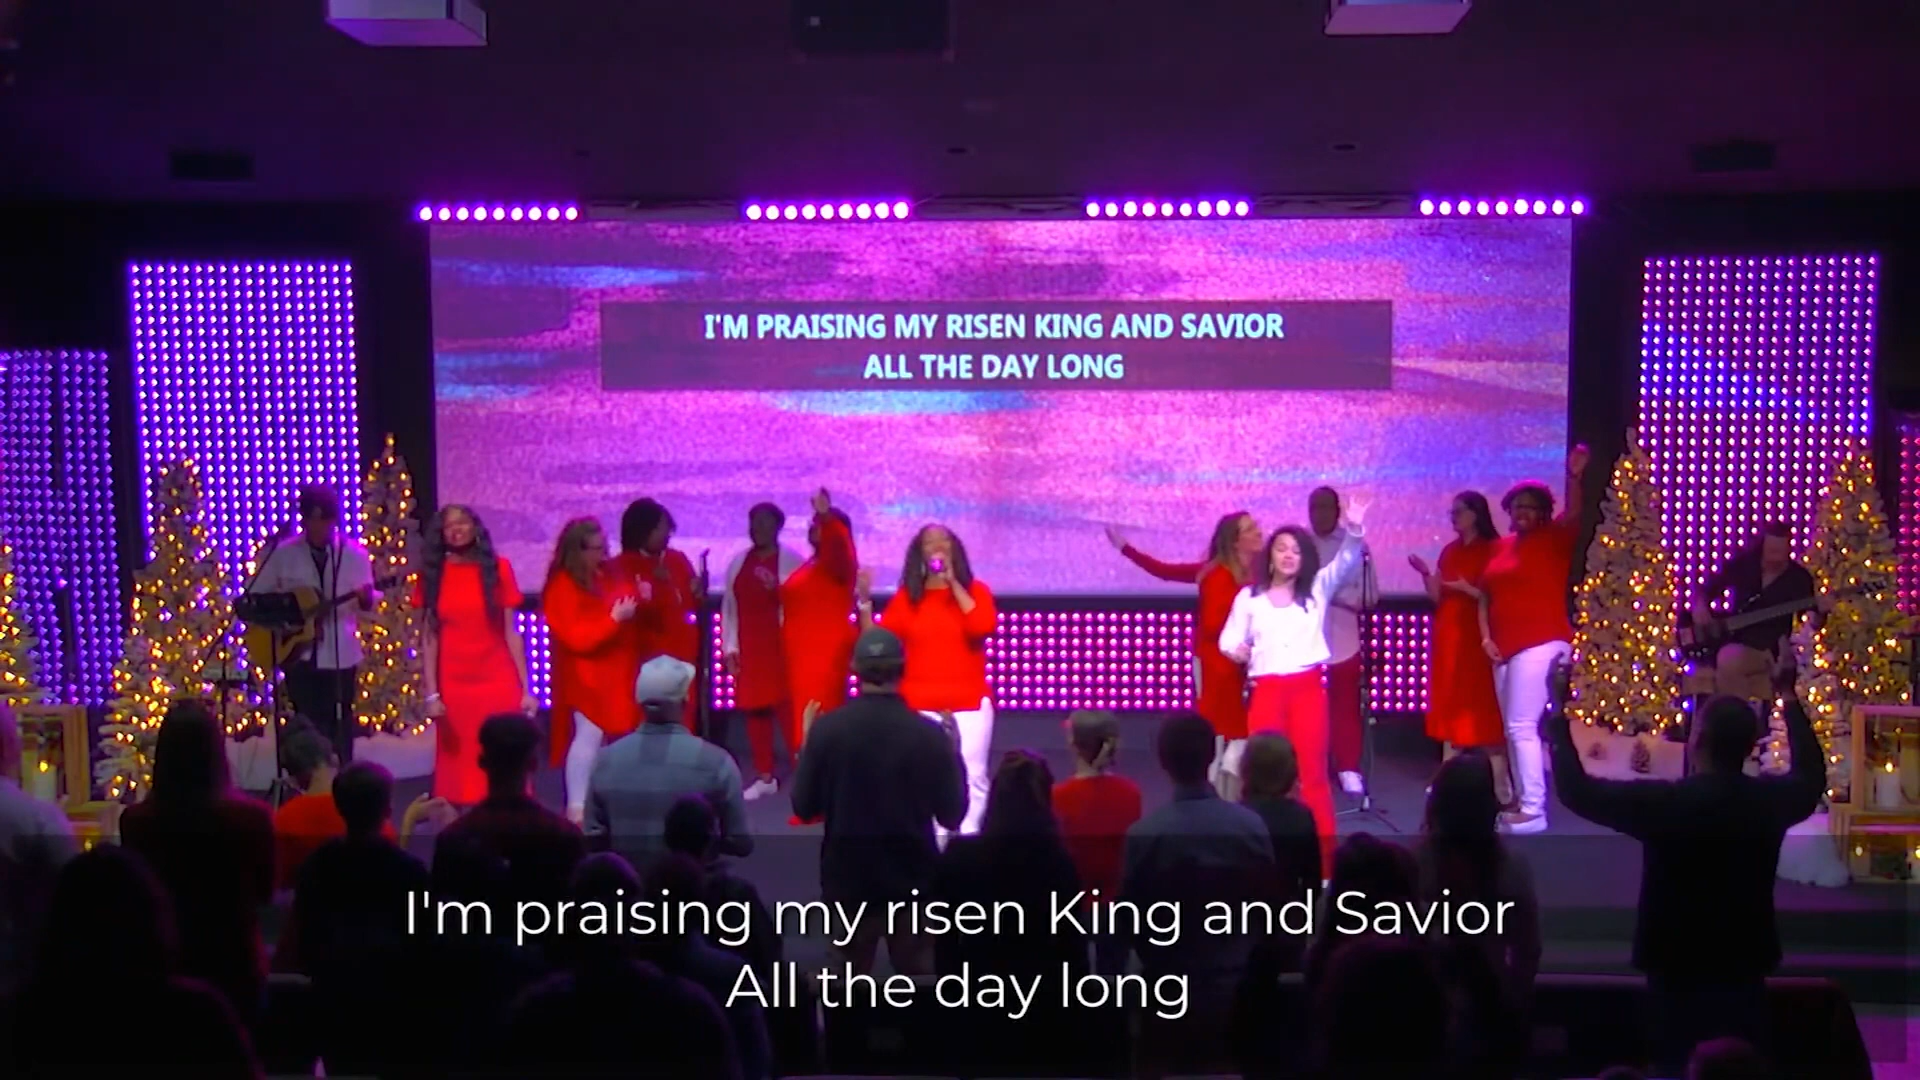 I'M PRAISING MY RISEN KING AND SAVIOR
ALL THE DAY LONG
I'm praising my risen King and Savior
All the day long